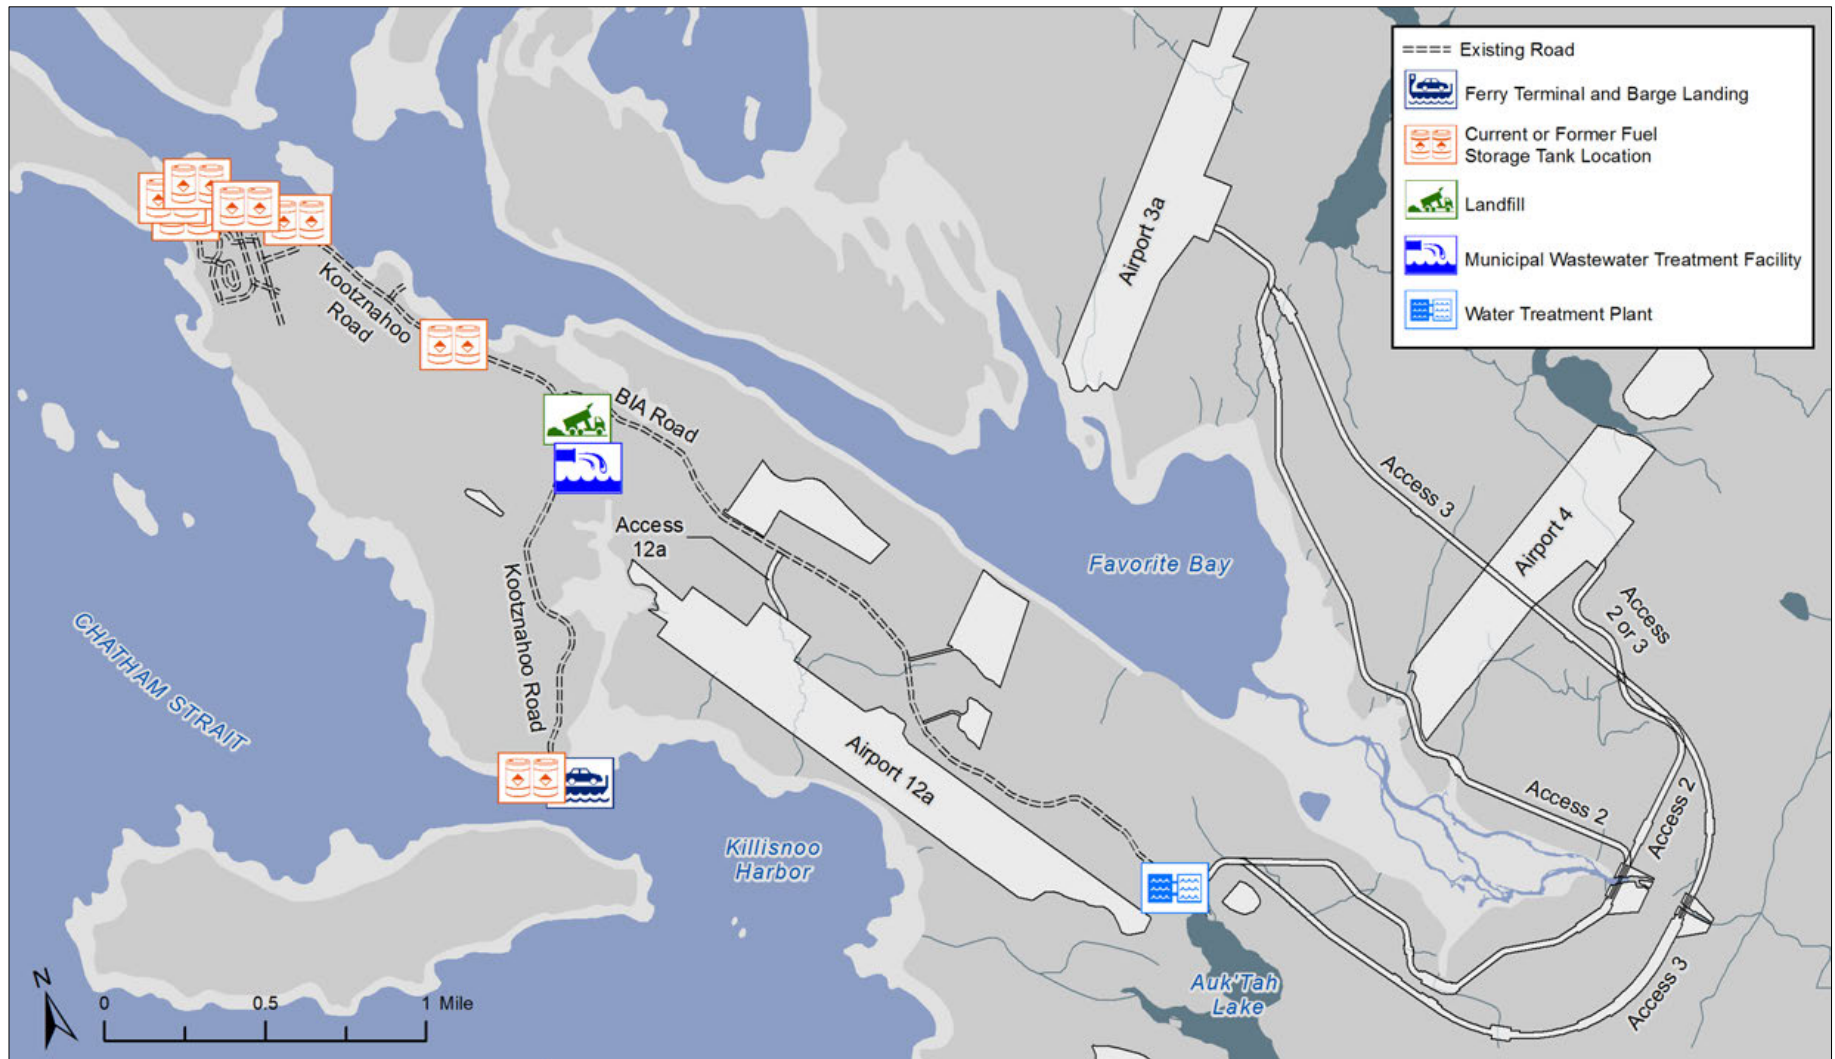 Existing Road
Ferry Terminal and Barge Landing
Current or Former Fuel
Storage Tank Location
Landfill
Municipal Wastewater Treatment Facility
Water Treatment Plant
Airport 3a
Kootznahoo
Road
BIA Road
Access 3
Access
12a
Airport 4
Favorite Bay
Kootznahoo Road
Access
2 or 3
CHATHAM STRAIT
Airport 12a
Access 2
Access 2
Killisnoo
Harbor
Auk'Tah
Lake
Access 3
N
0 0.5 1 Mile